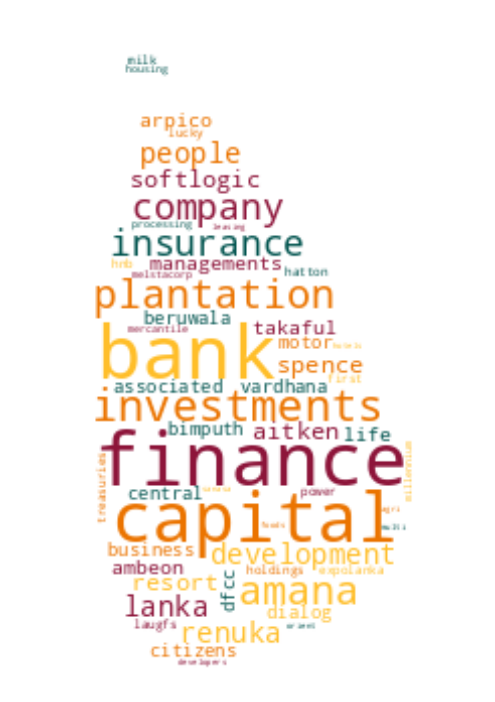 milk
housing
arpico
lucky
people
softlogic
company
processing leasing
insurance
hnb managements
melstacorp hatton
plantation
beruwala
mercantile takaful
bank motor hotels
spence
first
associated vardhana
investments
bimputh aitken life
finance
treasuries
millennium
central power
capital
agri
foods multi
business development
ambeon holdings expolanka
resort dfcc amana
lanka dialog
laugfs renuka orient
citizens
developers